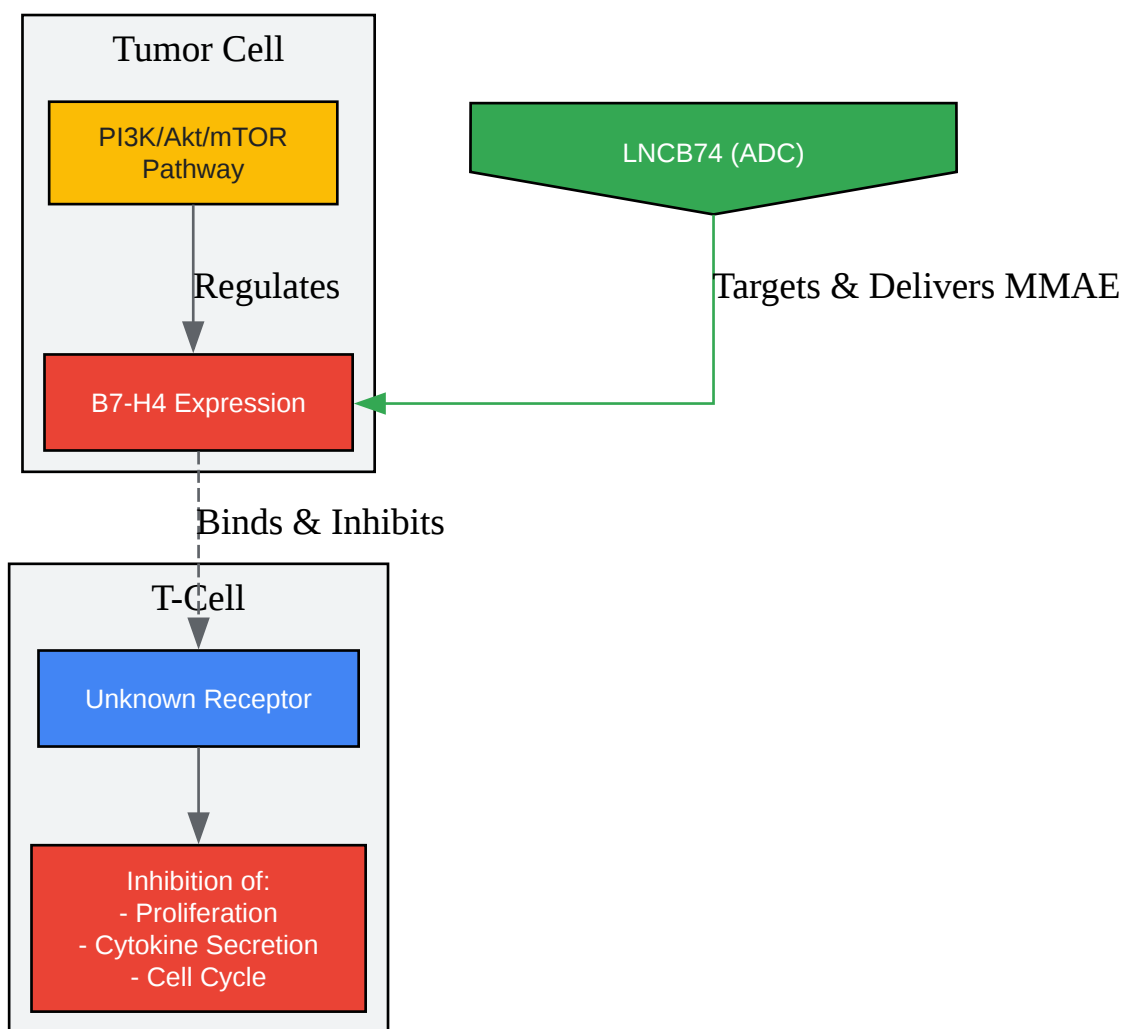 Tumor Cell
PI3K/Akt/mTOR
Pathway
LNCB74 (ADC)
Regulates
Targets & Delivers MMAE
B7-H4 Expression
Binds & Inhibits
T-Cell
Unknown Receptor
Inhibition of:
- Proliferation
- Cytokine Secretion
- Cell Cycle